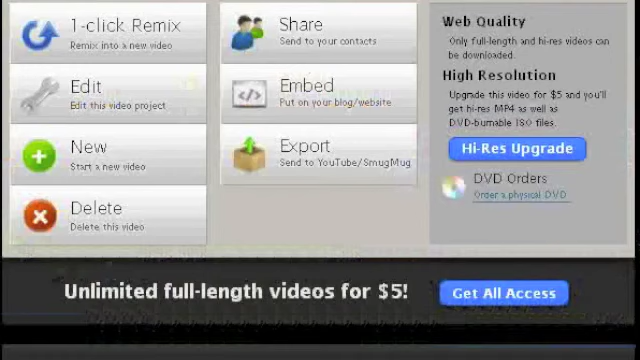 1-click Remix
Remix into a new video
Edit
Edit this video project
New
Start a new video
Delete
Delete this video
Share
Send to your contacts
Embed
Put on your blog/website
Export
Send to YouTube/SmugMug
Web Quality
Only full-length and hi-res videos can
be downloaded.
High Resolution
Upgrade this video for $5 and you'll
get hi-res MP4 as well as
DVD-burnable ISO files.
Hi-Res Upgrade
DVD Orders
Order a physical DVD
Unlimited full-length videos for $5!
Get All Access